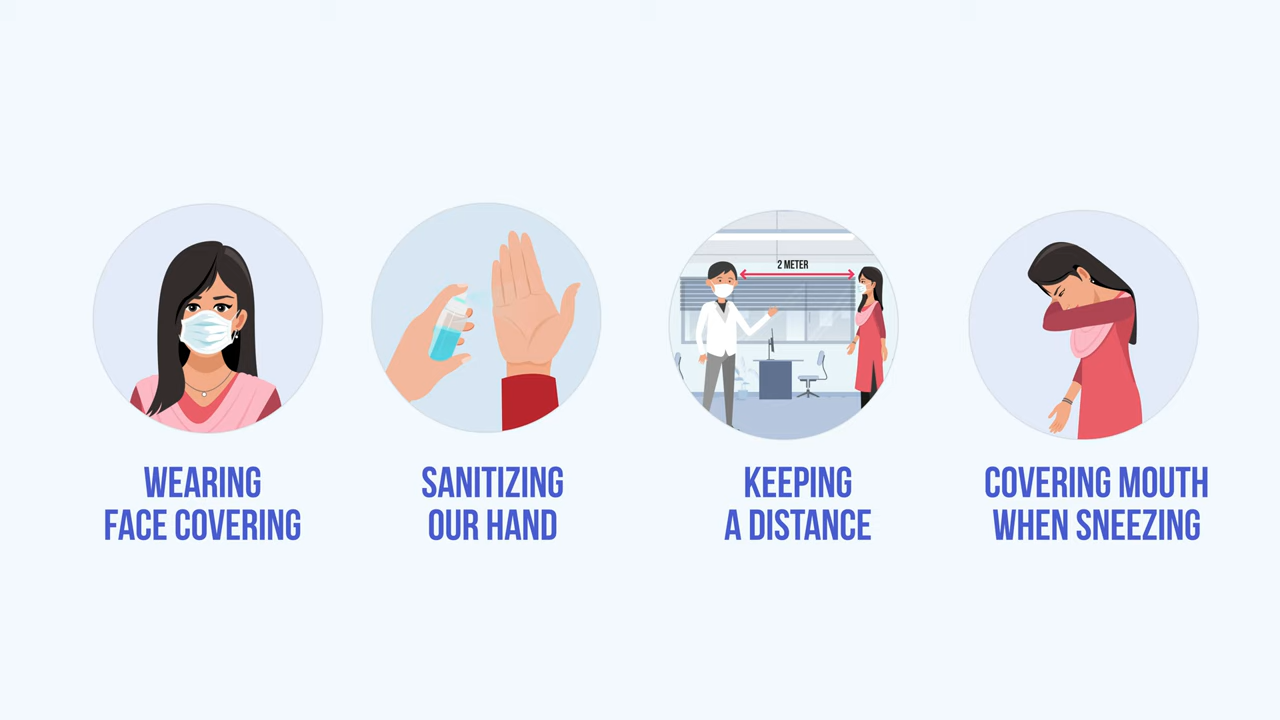 2 METER
WEARING
FACE COVERING
SANITIZING
OUR HAND
KEEPING
A DISTANCE
COVERING MOUTH
WHEN SNEEZING